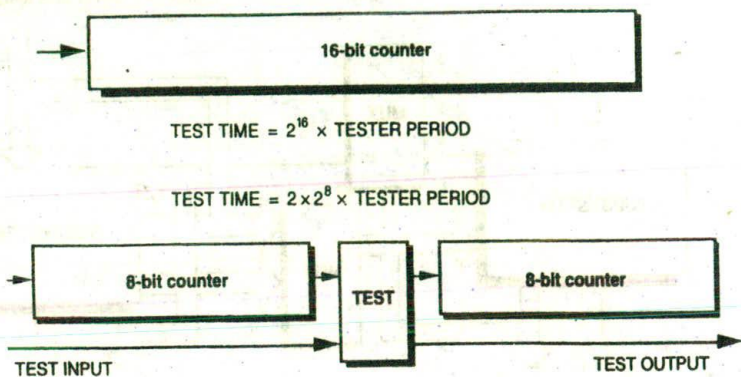 16-bit counter
TEST TIME = 2^16 × TESTER PERIOD
TEST TIME = 2×2^8 × TESTER PERIOD
8-bit counter
TEST
8-bit counter
TEST INPUT
TEST OUTPUT